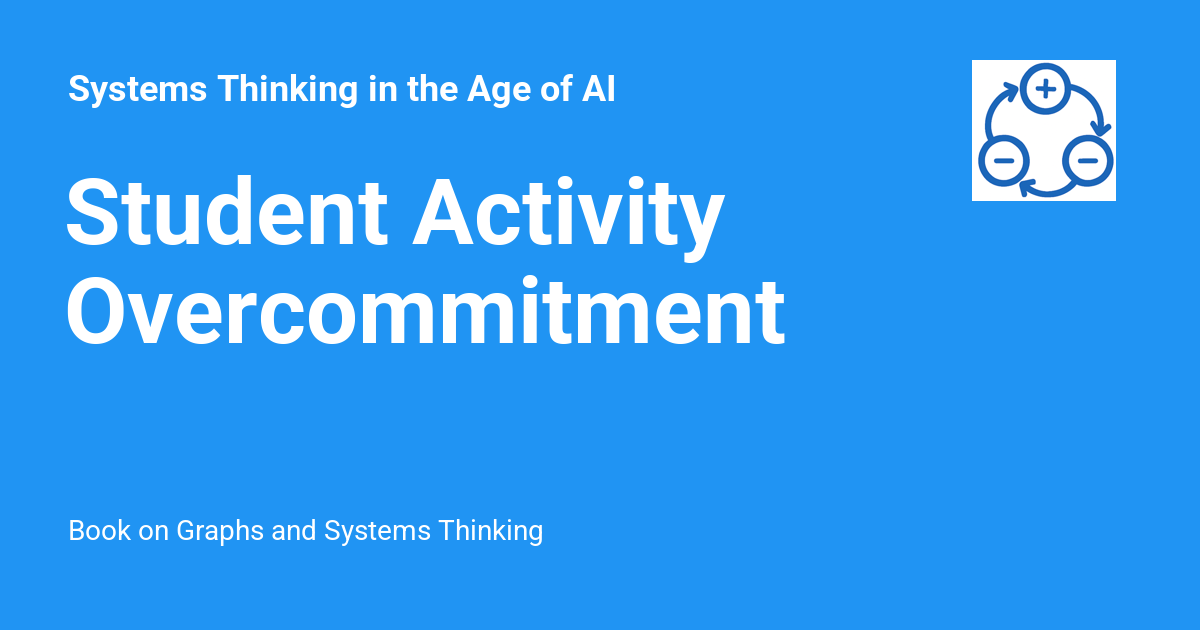 Systems Thinking in the Age of AI
Student Activity
Overcommitment
Book on Graphs and Systems Thinking